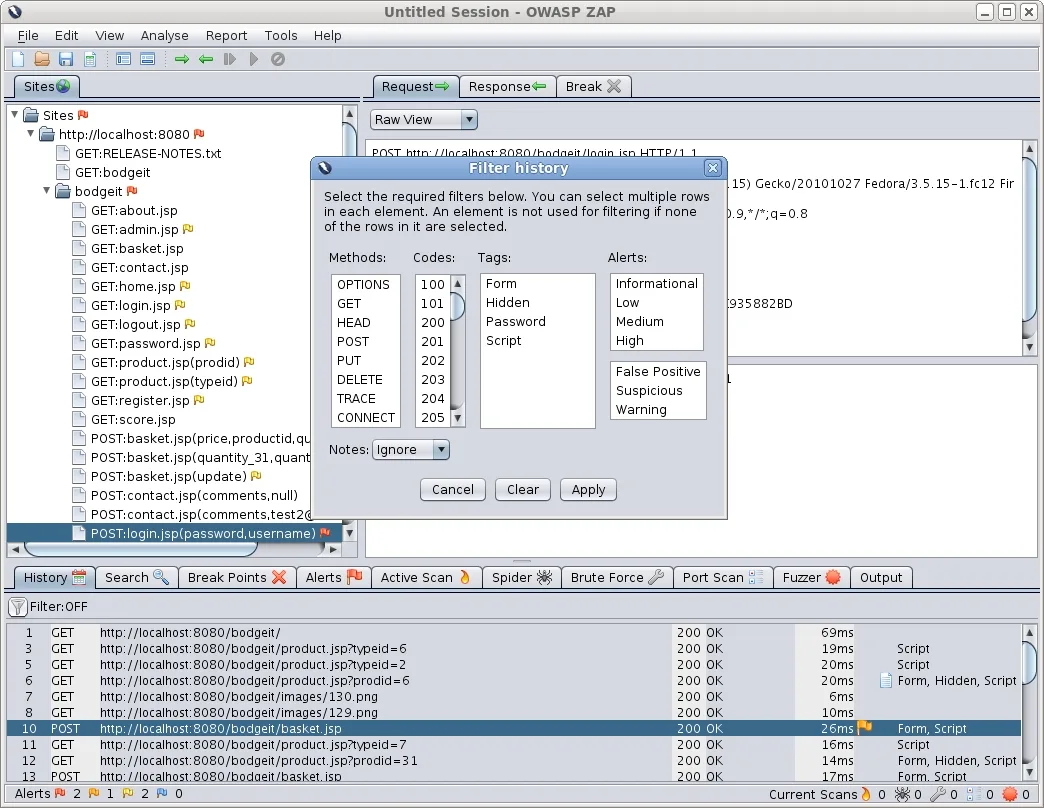 Untitled Session - OWASP ZAP
File Edit View Analyse Report Tools Help
Sites
Request Response Break
Sites
http://localhost:8080
GET:RELEASE-NOTES.txt
GET:bodgeit
bodgeit
GET:about.jsp
GET:admin.jsp
GET:basket.jsp
GET:contact.jsp
GET:home.jsp
GET:login.jsp
GET:logout.jsp
GET:password.jsp
GET:product.jsp(prodid)
GET:product.jsp(typeid)
GET:register.jsp
GET:score.jsp
POST:basket.jsp(price,productid,qu
POST:basket.jsp(quantity_31,quant
POST:basket.jsp(update)
POST:contact.jsp(comments,null)
POST:contact.jsp(comments,test2@
POST:login.jsp(password,username)
Raw View
POST http://localhost:8080/bodgeit/login.jsp HTTP/1.1
15) Gecko/20101027 Fedora/3.5.15-1.fc12 Fir
0.9,*/*;q=0.8
935882BD
Filter history
Select the required filters below. You can select multiple rows
in each element. An element is not used for filtering if none
of the rows in it are selected.
Methods: Codes: Tags: Alerts:
OPTIONS 100 Form Informational
GET 101 Hidden Low
HEAD 200 Password Medium
POST 201 Script High
PUT 202
DELETE 203 False Positive
TRACE 204 Suspicious
CONNECT 205 Warning
Notes: Ignore
Cancel Clear Apply
History Search Break Points Alerts Active Scan Spider Brute Force Port Scan Fuzzer Output
Filter:OFF
1 GET http://localhost:8080/bodgeit/ 200 OK 69ms
3 GET http://localhost:8080/bodgeit/product.jsp?typeid=6 200 OK 19ms Script
5 GET http://localhost:8080/bodgeit/product.jsp?typeid=2 200 OK 20ms Script
6 GET http://localhost:8080/bodgeit/product.jsp?prodid=6 200 OK 20ms Form, Hidden, Script
7 GET http://localhost:8080/bodgeit/images/130.png 200 OK 6ms
8 GET http://localhost:8080/bodgeit/images/129.png 200 OK 10ms
10 POST http://localhost:8080/bodgeit/basket.jsp 200 OK 26ms Form, Script
11 GET http://localhost:8080/bodgeit/product.jsp?typeid=7 200 OK 16ms Script
12 GET http://localhost:8080/bodgeit/product.jsp?prodid=31 200 OK 14ms Form, Hidden, Script
13 POST http://localhost:8080/bodgeit/basket.jsp 200 OK 17ms Form, Script
Alerts 2 1 2 0 Current Scans 0 0 0 0 0